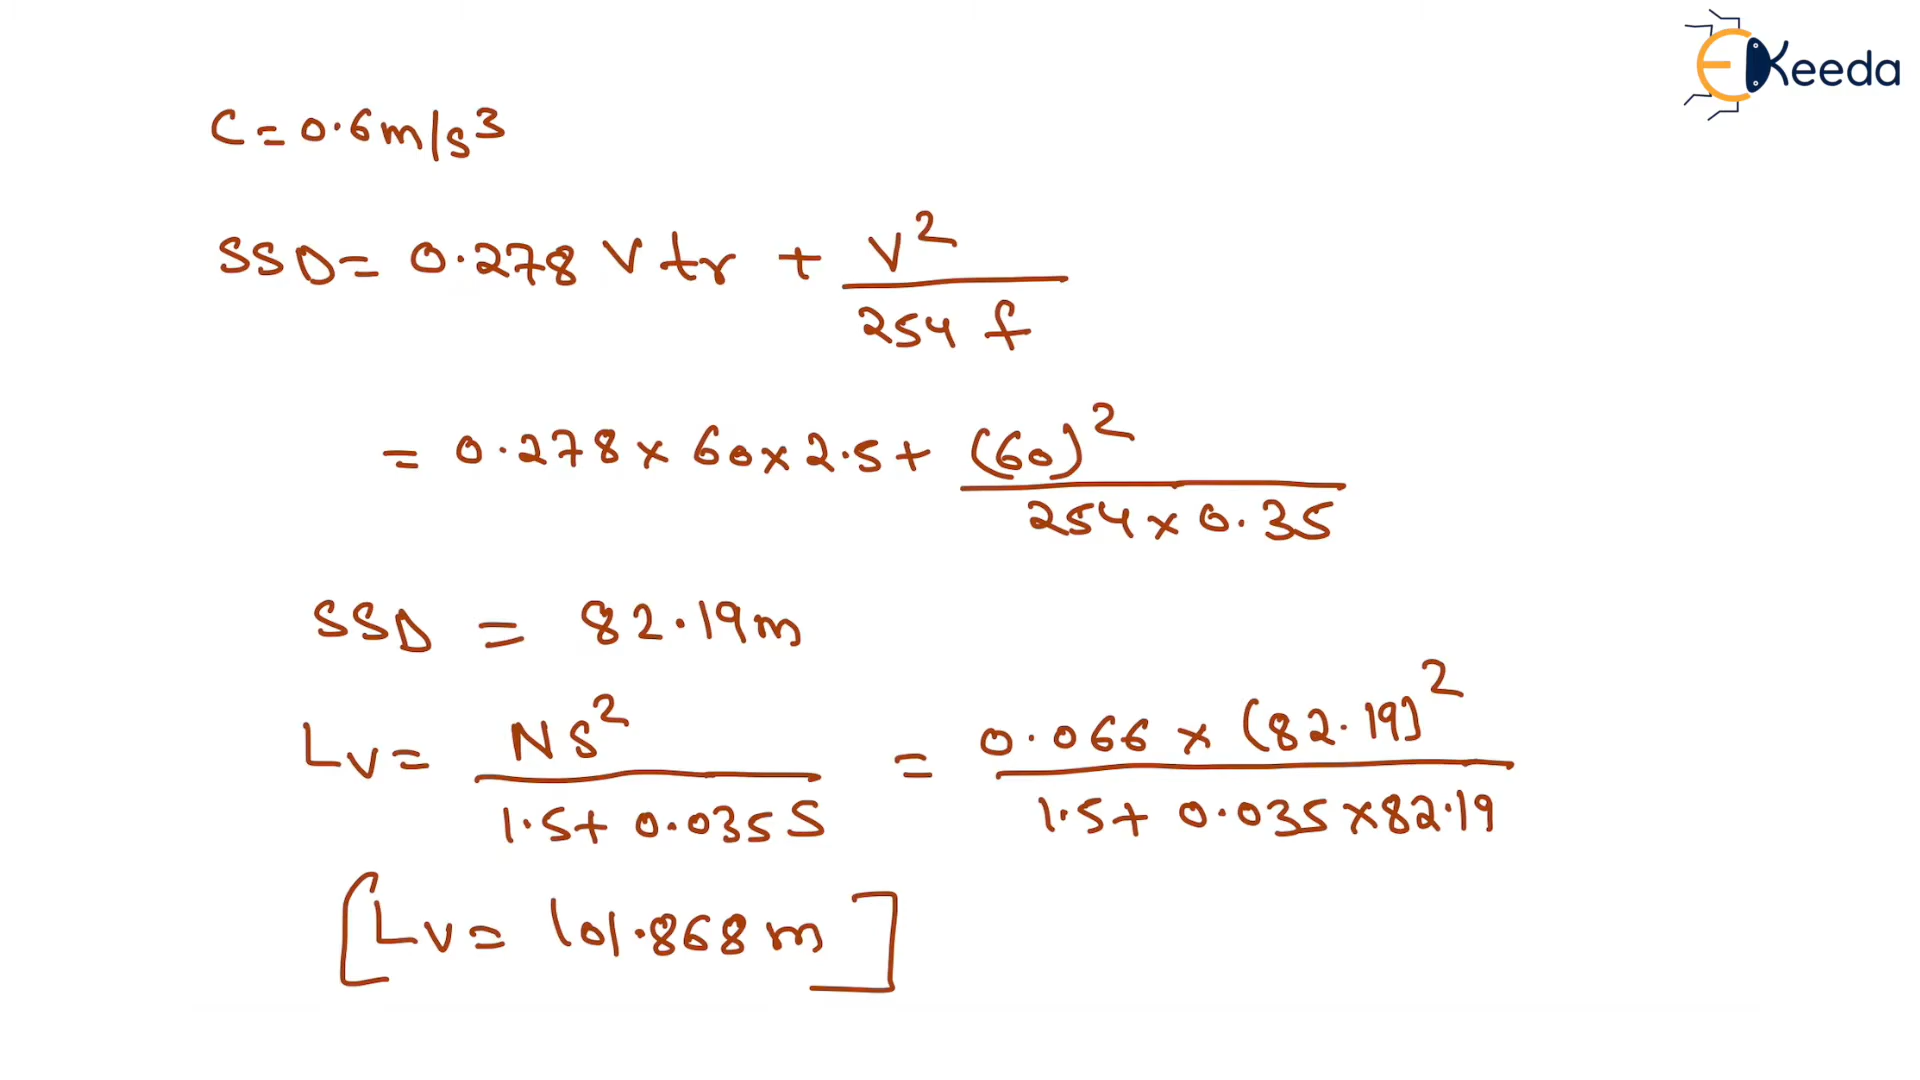 EKeeda
C = 0.6 m/s³
SSD = 0.278 V tr + V² / 254 f
= 0.278 × 60 × 2.5 + (60)² / 254 × 0.35
SSD = 82.19m
Lv = NS² / 1.5 + 0.035 S = 0.066 × (82.19)² / 1.5 + 0.035 × 82.19
[Lv = 101.868 m]